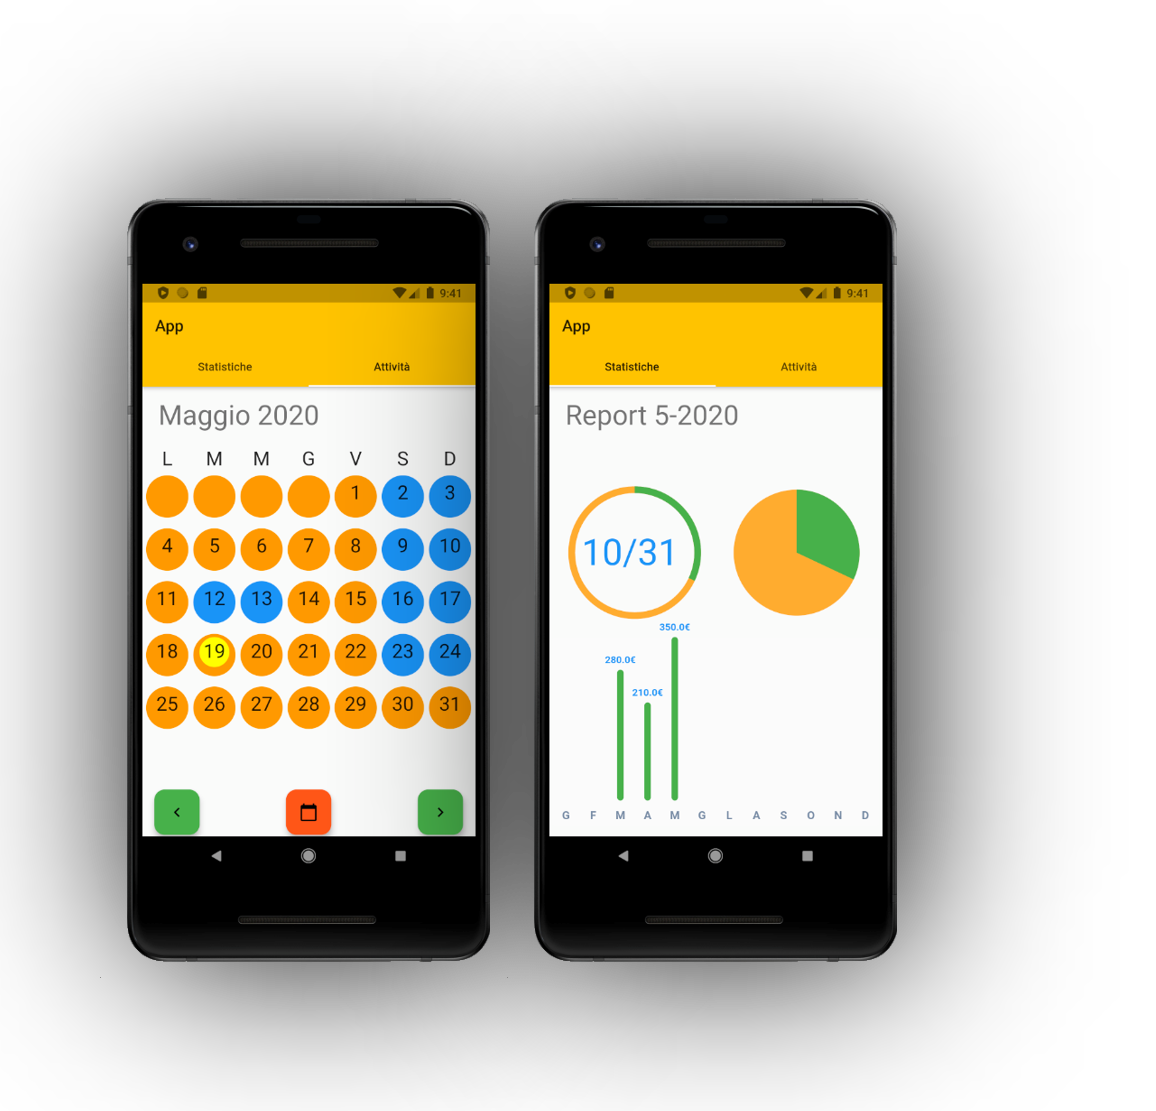 9:41
App
Statistiche Attività
Maggio 2020
L M M G V S D
1 2 3
4 5 6 7 8 9 10
11 12 13 14 15 16 17
18 19 20 21 22 23 24
25 26 27 28 29 30 31
9:41
App
Statistiche Attività
Report 5-2020
10/31
350.0€
280.0€
210.0€
G F M A M G L A S O N D